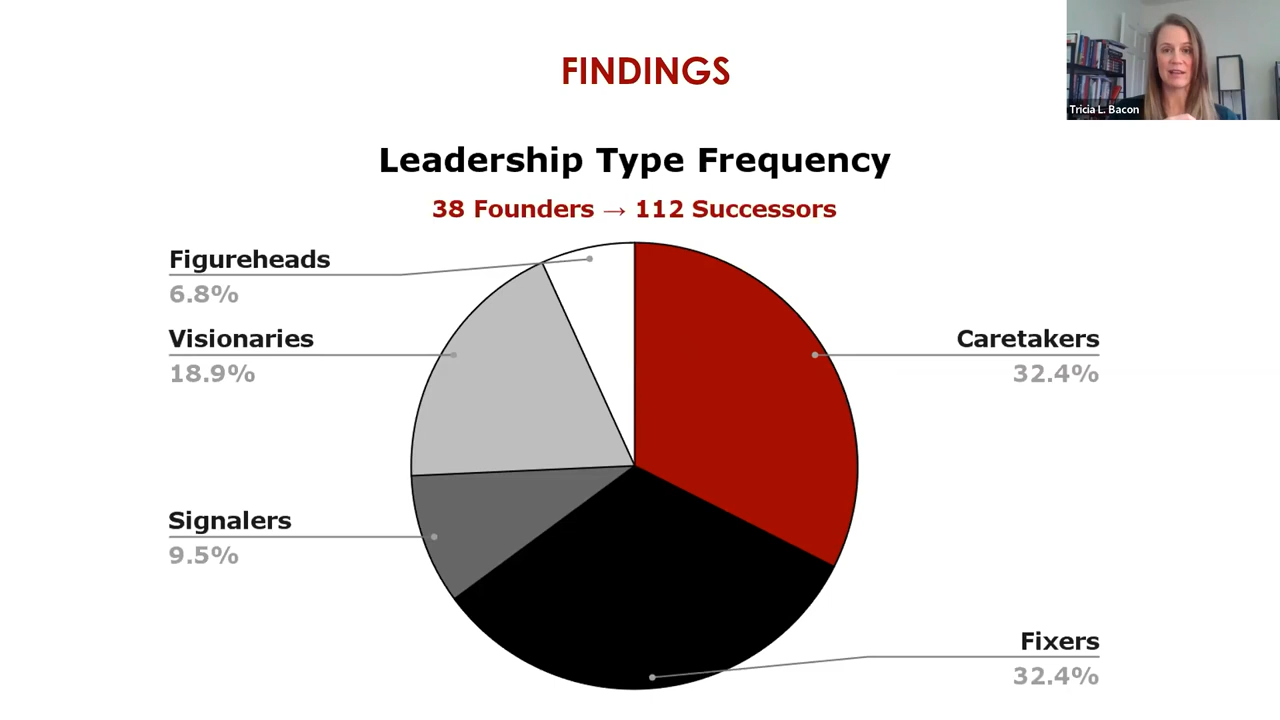 FINDINGS
Tricia L. Bacon
Leadership Type Frequency
38 Founders → 112 Successors
Figureheads
6.8%
Visionaries
18.9%
Caretakers
32.4%
Signalers
9.5%
Fixers
32.4%